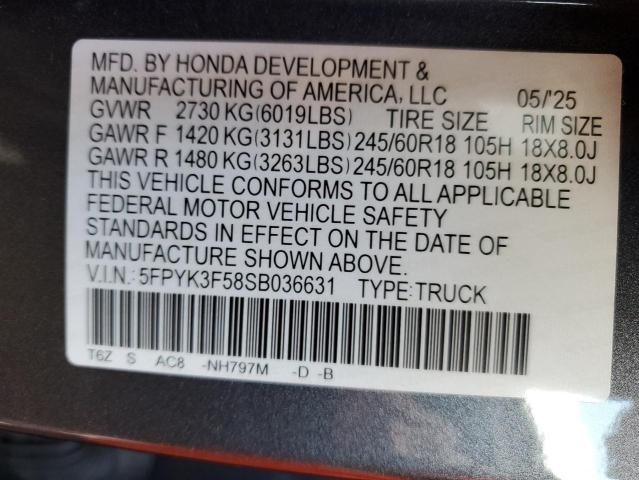 MFD. BY HONDA DEVELOPMENT &
MANUFACTURING OF AMERICA, LLC 05/'25
GVWR 2730 KG(6019LBS) TIRE SIZE RIM SIZE
GAWR F 1420 KG(3131LBS) 245/60R18 105H 18X8.0J
GAWR R 1480 KG(3263LBS) 245/60R18 105H 18X8.0J
THIS VEHICLE CONFORMS TO ALL APPLICABLE
FEDERAL MOTOR VEHICLE SAFETY
STANDARDS IN EFFECT ON THE DATE OF
MANUFACTURE SHOWN ABOVE.
V.I.N.: 5FPYK3F58SB036631 TYPE: TRUCK
T6Z S AC8 -NH797M -D -B